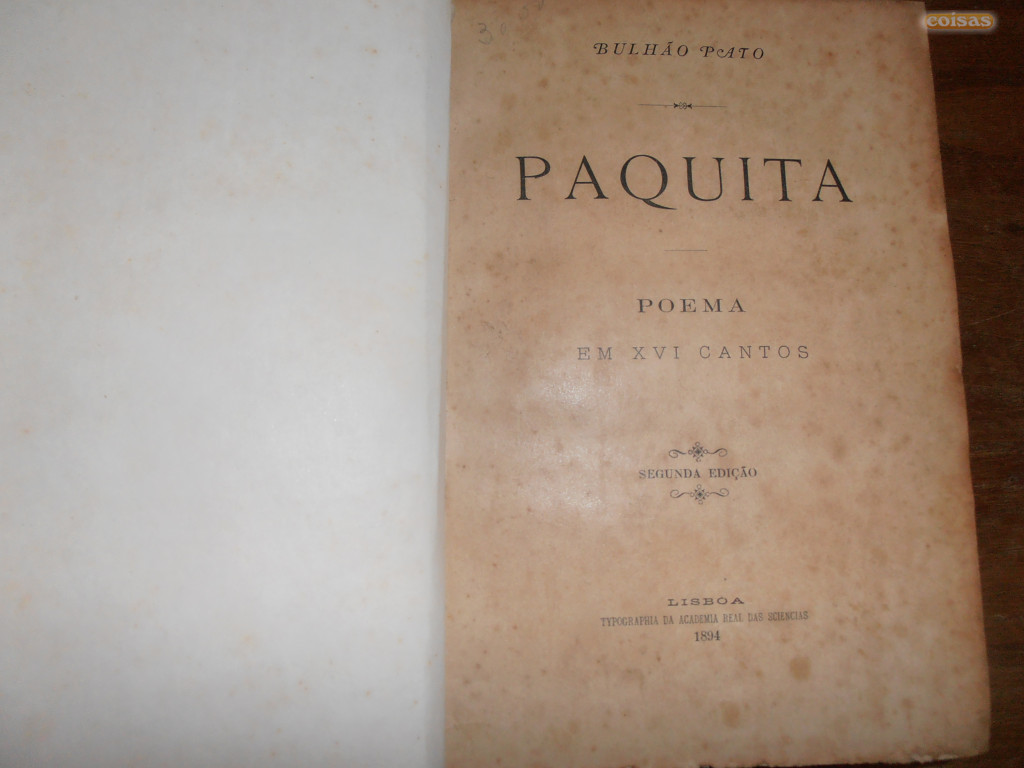 coisas
BULHÃO PATO
PAQUITA
POEMA
EM XVI CANTOS
SEGUNDA EDIÇÃO
LISBOA
TYPOGRAPHIA DA ACADEMIA REAL DAS SCIENCIAS
1894